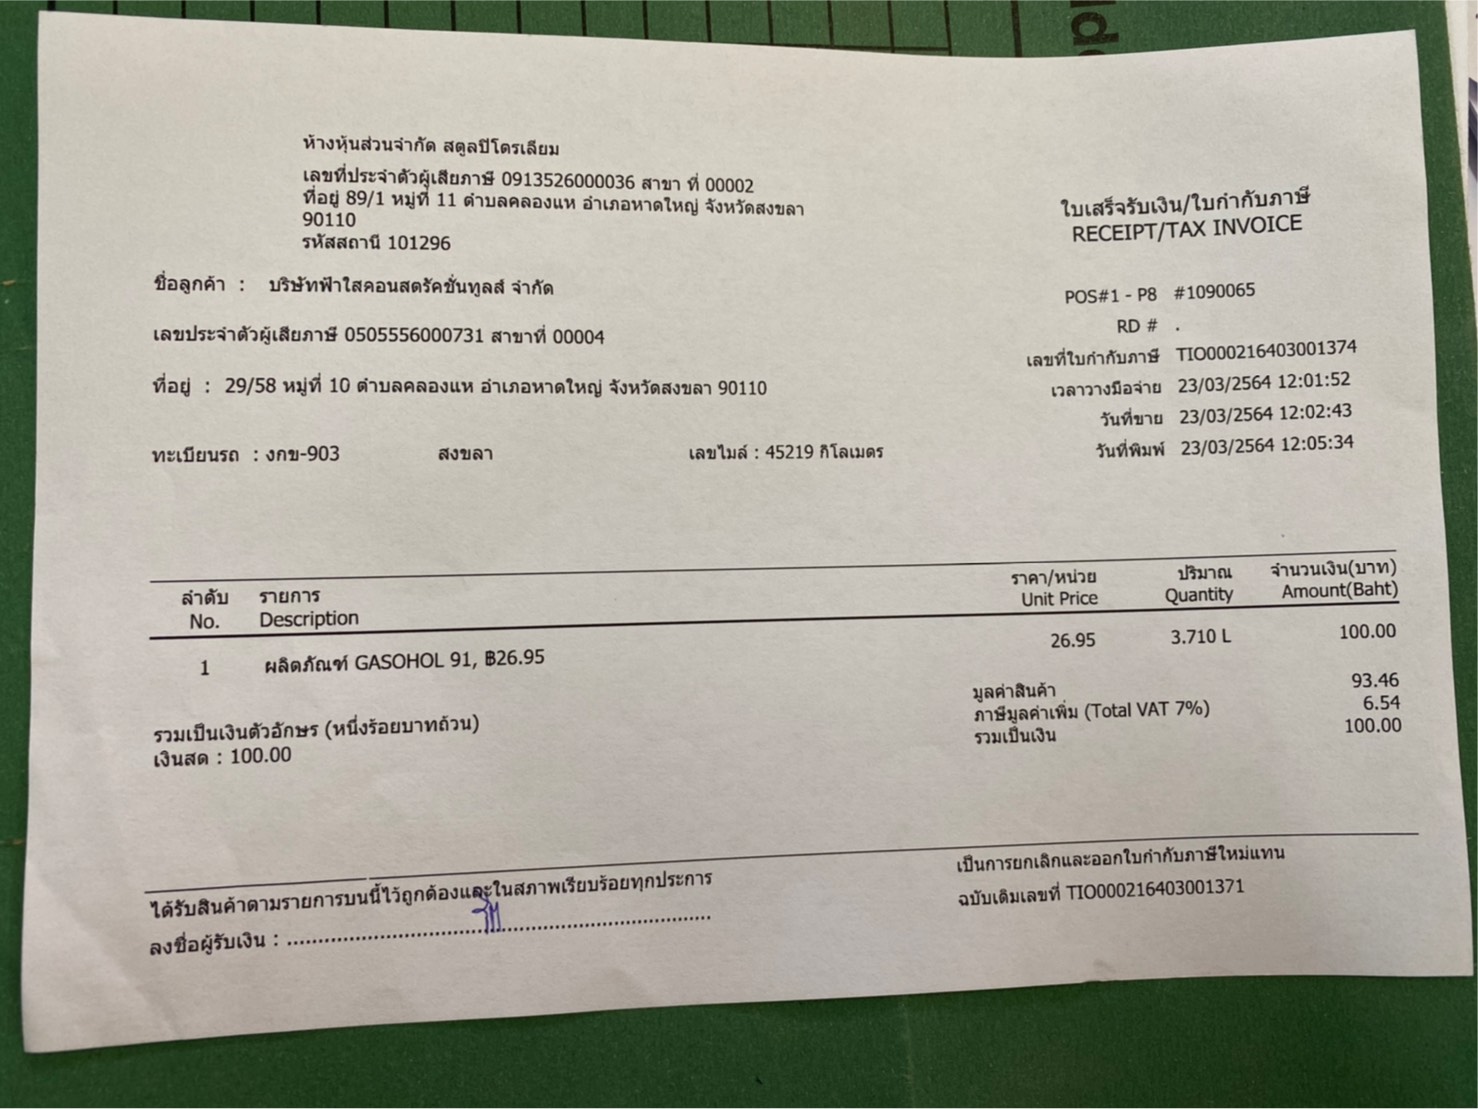 ห้างหุ้นส่วนจำกัด สตูลปิโตรเลียม
เลขที่ประจำตัวผู้เสียภาษี 0913526000036 สาขา ที่ 00002
ที่อยู่ 89/1 หมู่ที่ 11 ตำบลคลองแห อำเภอหาดใหญ่ จังหวัดสงขลา
90110
รหัสสถานี 101296
ใบเสร็จรับเงิน/ใบกำกับภาษี
RECEIPT/TAX INVOICE
ชื่อลูกค้า : บริษัทฟ้าใสคอนสตรัคชั่นทูลส์ จำกัด
เลขประจำตัวผู้เสียภาษี 0505556000731 สาขาที่ 00004
ที่อยู่ : 29/58 หมู่ที่ 10 ตำบลคลองแห อำเภอหาดใหญ่ จังหวัดสงขลา 90110
ทะเบียนรถ : งกข-903 สงขลา เลขไมล์ : 45219 กิโลเมตร
POS#1 - P8 #1090065
RD # .
เลขที่ใบกำกับภาษี TIO000216403001374
เวลาวางมือจ่าย 23/03/2564 12:01:52
วันที่ขาย 23/03/2564 12:02:43
วันที่พิมพ์ 23/03/2564 12:05:34
ลำดับ รายการ ราคา/หน่วย ปริมาณ จำนวนเงิน(บาท)
No. Description Unit Price Quantity Amount(Baht)
1 ผลิตภัณฑ์ GASOHOL 91, ฿26.95 26.95 3.710 L 100.00
มูลค่าสินค้า 93.46
ภาษีมูลค่าเพิ่ม (Total VAT 7%) 6.54
รวมเป็นเงิน 100.00
รวมเป็นเงินตัวอักษร (หนึ่งร้อยบาทถ้วน)
เงินสด : 100.00
ได้รับสินค้าตามรายการบนนี้ไว้ถูกต้องและในสภาพเรียบร้อยทุกประการ
ลงชื่อผู้รับเงิน : ........................................
เป็นการยกเลิกและออกใบกำกับภาษีใหม่แทน
ฉบับเดิมเลขที่ TIO000216403001371